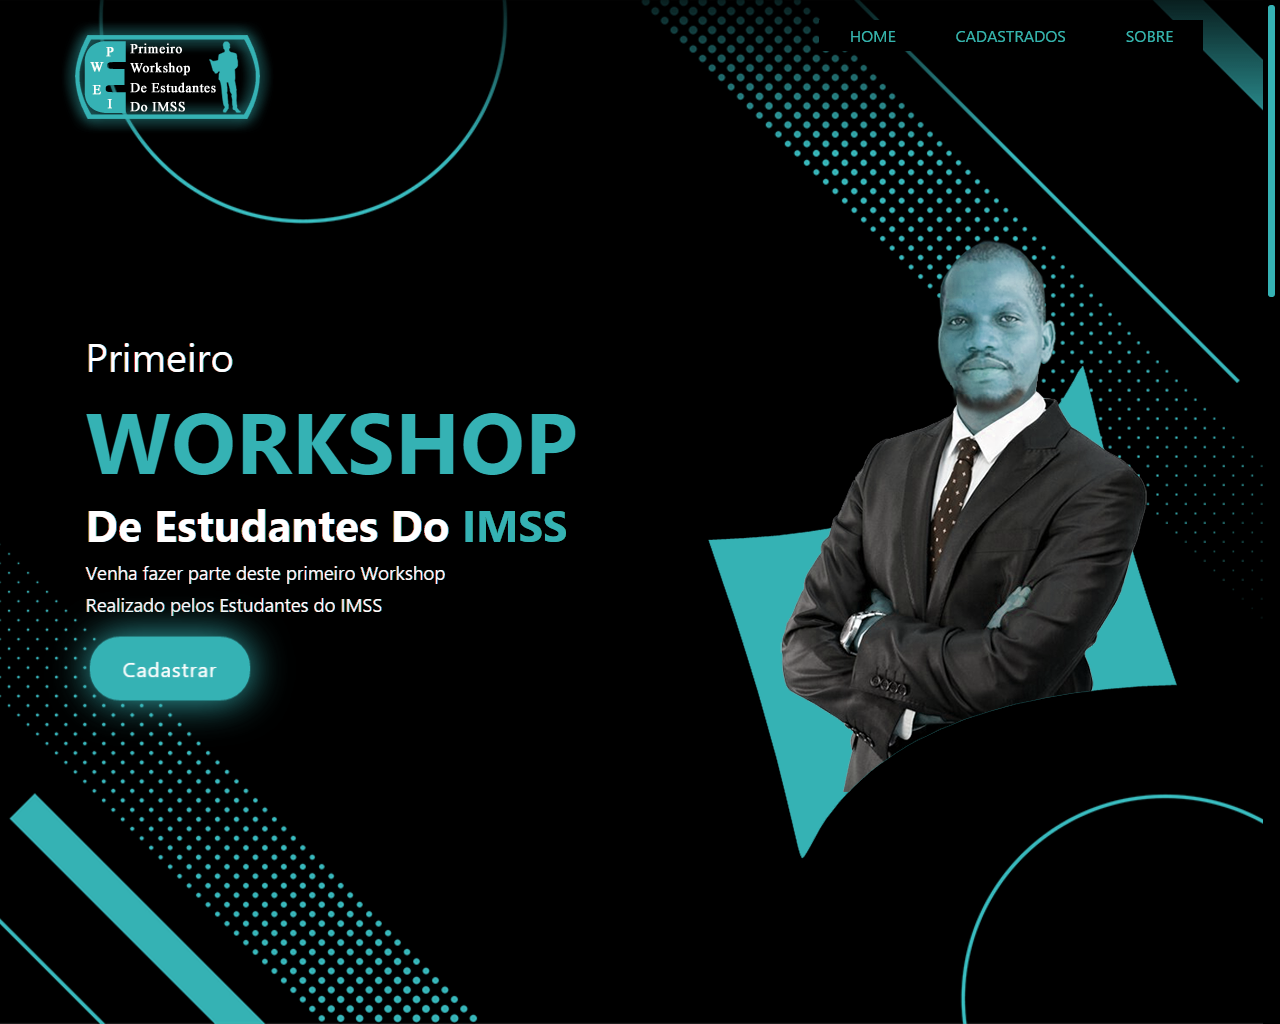 P
W
E
I
Primeiro
Workshop
De Estudantes
Do IMSS
HOME
CADASTRADOS
SOBRE
Primeiro
WORKSHOP
De Estudantes Do IMSS
Venha fazer parte deste primeiro Workshop
Realizado pelos Estudantes do IMSS
Cadastrar